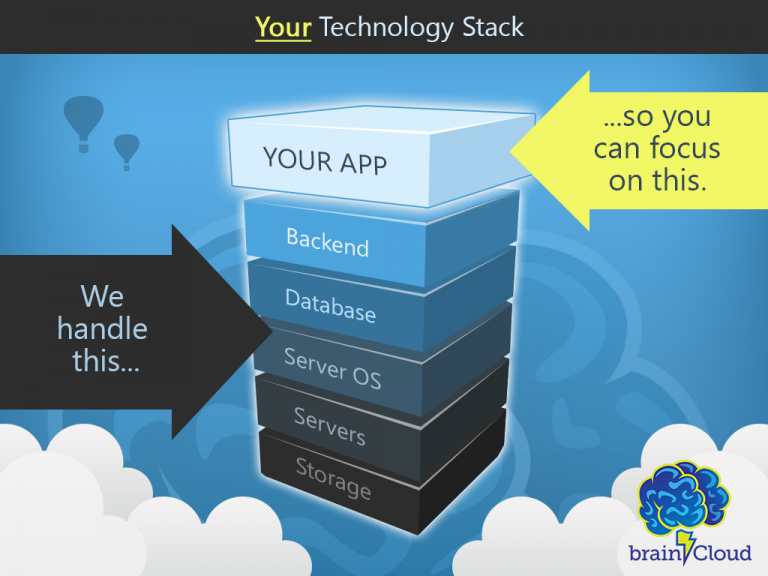 Your Technology Stack
...so you
can focus
on this.
YOUR APP
Backend
We
handle
this...
Database
Server OS
Servers
Storage
brainCloud